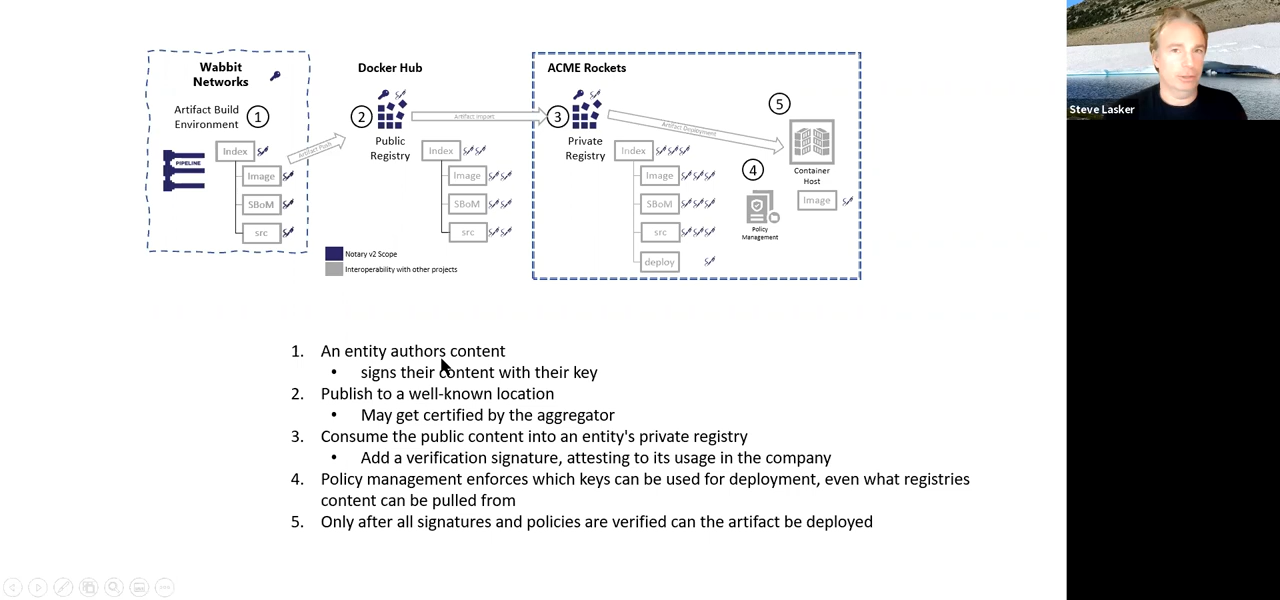 Wabbit
Networks
Docker Hub
ACME Rockets
Artifact Build
Environment
1
2
3
4
5
PIPELINE
Index
Image
SBoM
src
Artifact Push
Public
Registry
Index
Image
SBoM
src
Artifact Import
Private
Registry
Index
Image
SBoM
src
deploy
Artifact Deployment
Policy
Management
Container
Host
Image
Notary v2 Scope
Interoperability with other projects
1. An entity authors content
• signs their content with their key
2. Publish to a well-known location
• May get certified by the aggregator
3. Consume the public content into an entity's private registry
• Add a verification signature, attesting to its usage in the company
4. Policy management enforces which keys can be used for deployment, even what registries
content can be pulled from
5. Only after all signatures and policies are verified can the artifact be deployed
Steve Lasker